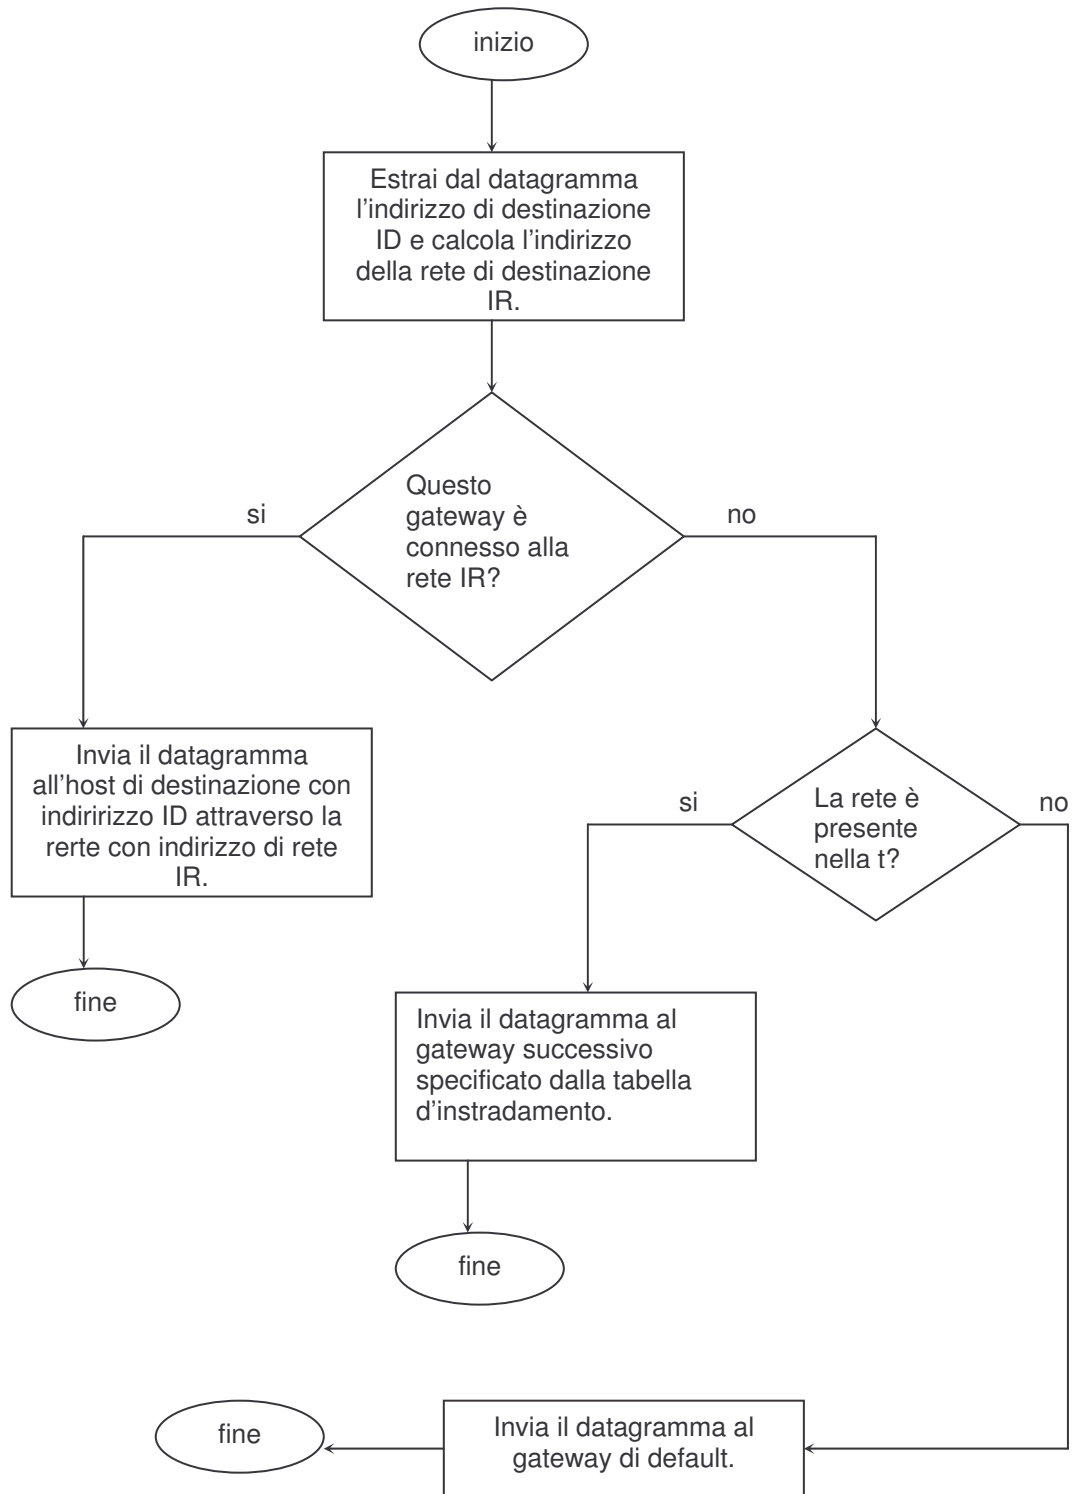 inizio
Estrai dal datagramma
l’indirizzo di destinazione
ID e calcola l’indirizzo
della rete di destinazione
IR.
Questo
gateway è
connesso alla
rete IR?
si
no
Invia il datagramma
all’host di destinazione con
indiririzzo ID attraverso la
rerte con indirizzo di rete
IR.
La rete è
presente
nella t?
si
no
fine
Invia il datagramma al
gateway successivo
specificato dalla tabella
d’instradamento.
fine
fine
Invia il datagramma al
gateway di default.